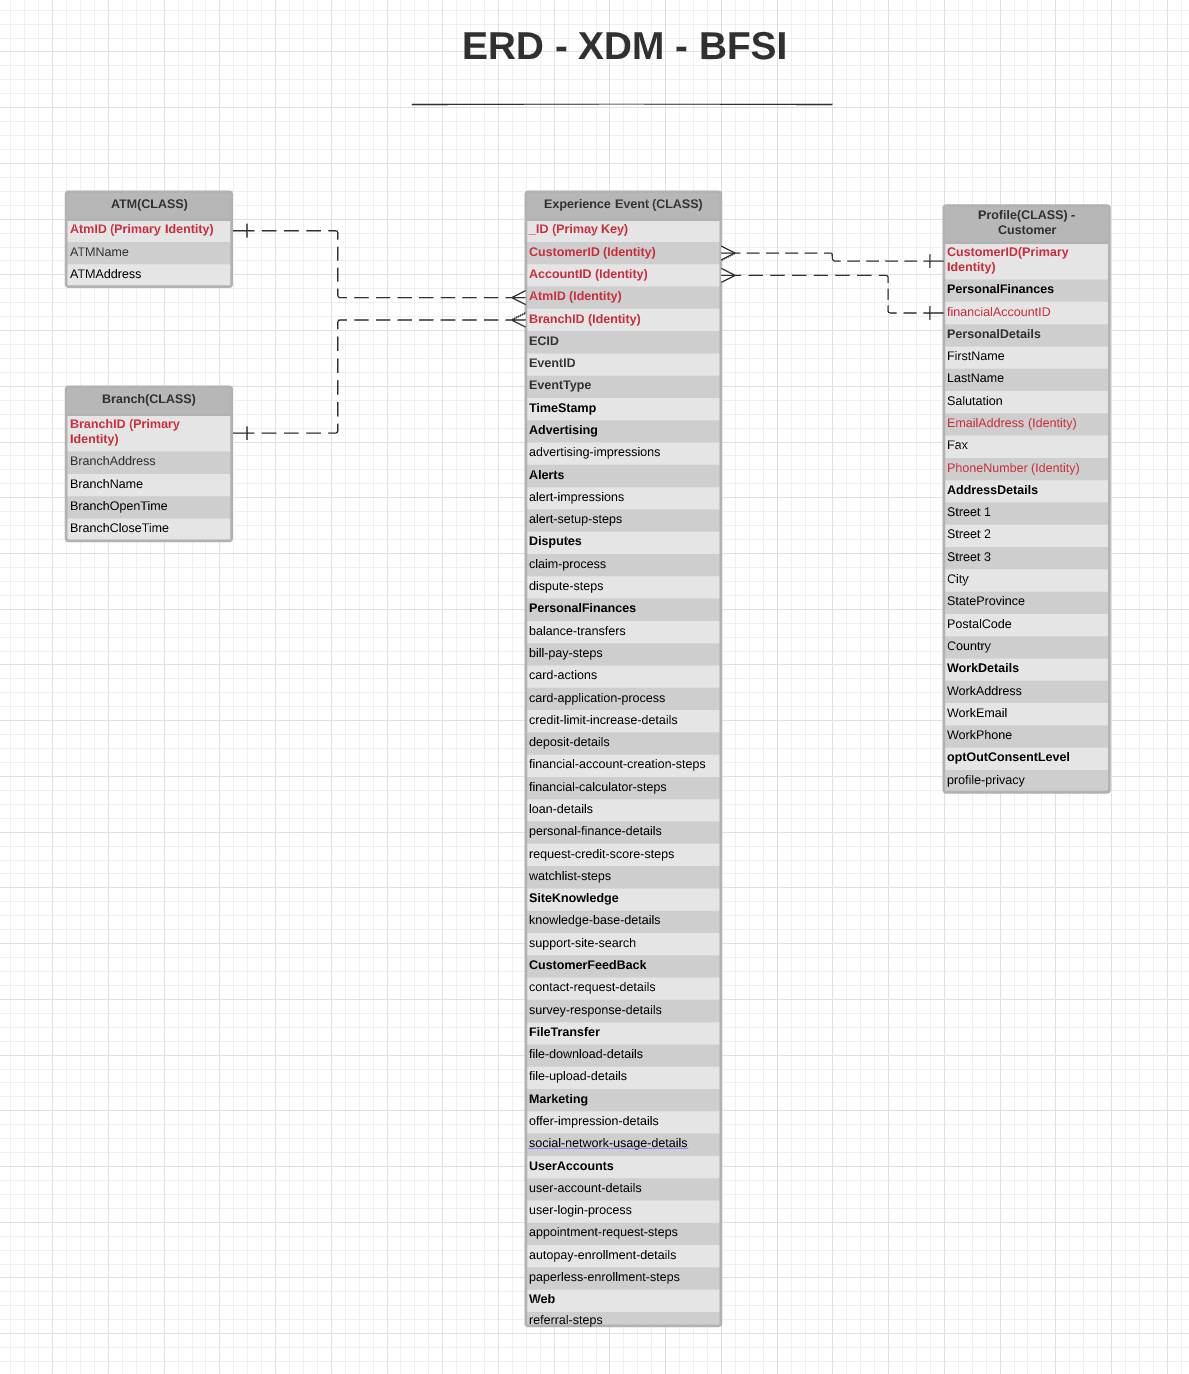 ERD - XDM - BFSI
ATM(CLASS)
AtmID (Primary Identity)
ATMName
ATMAddress
Branch(CLASS)
BranchID (Primary
Identity)
BranchAddress
BranchName
BranchOpenTime
BranchCloseTime
Experience Event (CLASS)
_ID (Primay Key)
CustomerID (Identity)
AccountID (Identity)
AtmID (Identity)
BranchID (Identity)
ECID
EventID
EventType
TimeStamp
Advertising
advertising-impressions
Alerts
alert-impressions
alert-setup-steps
Disputes
claim-process
dispute-steps
PersonalFinances
balance-transfers
bill-pay-steps
card-actions
card-application-process
credit-limit-increase-details
deposit-details
financial-account-creation-steps
financial-calculator-steps
loan-details
personal-finance-details
request-credit-score-steps
watchlist-steps
SiteKnowledge
knowledge-base-details
support-site-search
CustomerFeedBack
contact-request-details
survey-response-details
FileTransfer
file-download-details
file-upload-details
Marketing
offer-impression-details
social-network-usage-details
UserAccounts
user-account-details
user-login-process
appointment-request-steps
autopay-enrollment-details
paperless-enrollment-steps
Web
referral-steps
Profile(CLASS) -
Customer
CustomerID(Primary
Identity)
PersonalFinances
financialAccountID
PersonalDetails
FirstName
LastName
Salutation
EmailAddress (Identity)
Fax
PhoneNumber (Identity)
AddressDetails
Street 1
Street 2
Street 3
City
StateProvince
PostalCode
Country
WorkDetails
WorkAddress
WorkEmail
WorkPhone
optOutConsentLevel
profile-privacy